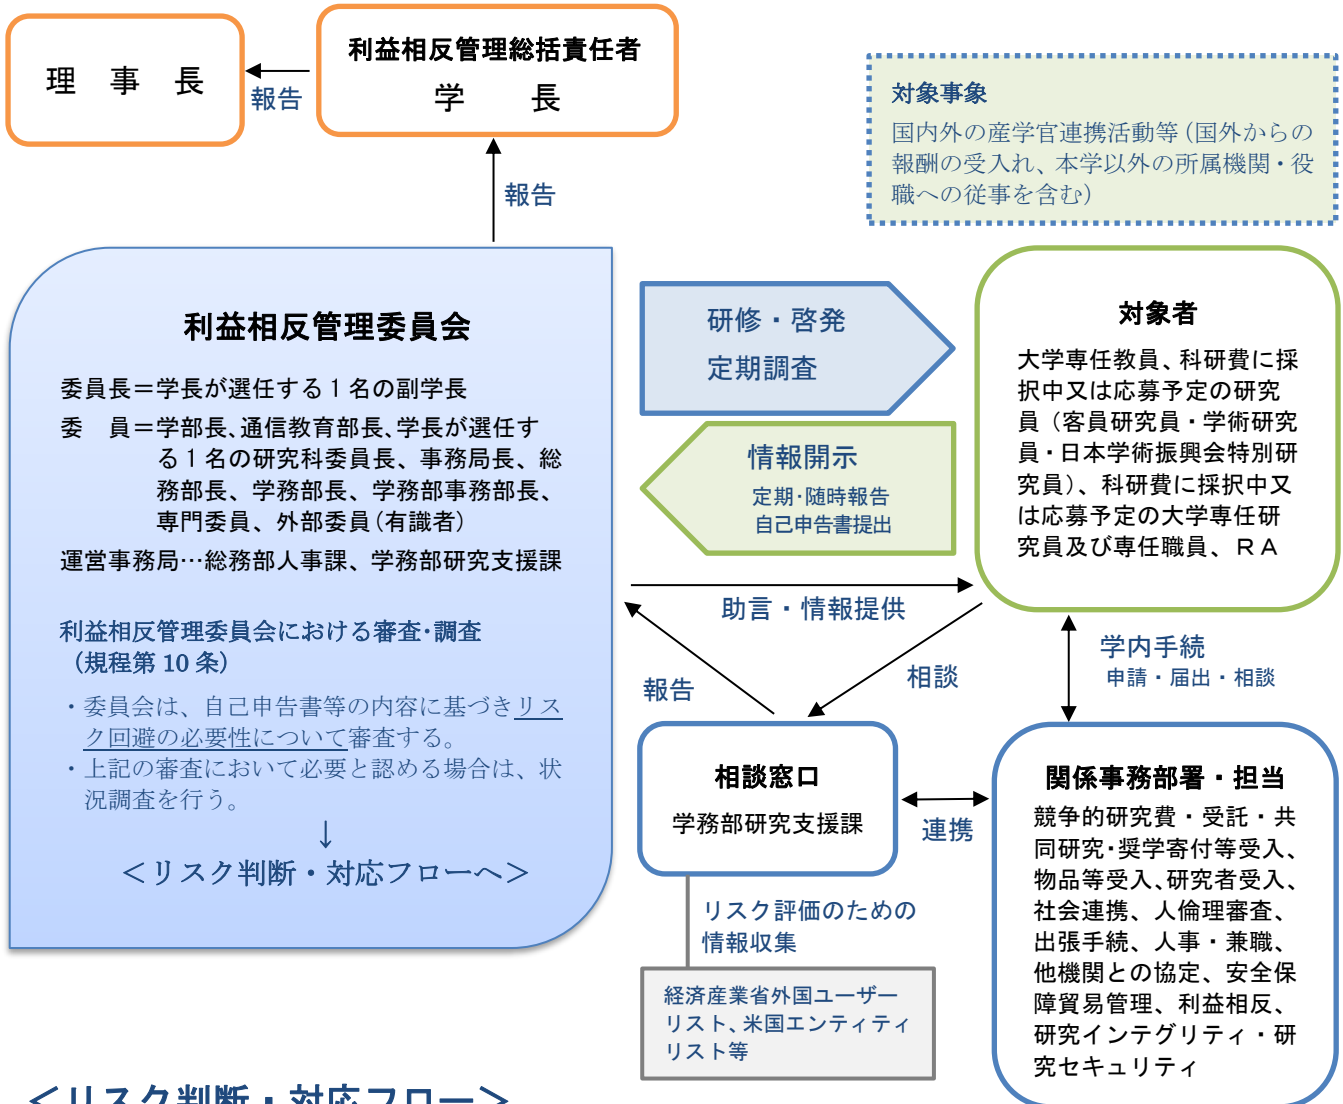 理　事　長
報告
利益相反管理総括責任者
学　　長
報告
対象事象
国内外の産学官連携活動等（国外からの
報酬の受入れ、本学以外の所属機関・役
職への従事を含む）
利益相反管理委員会
委員長＝学長が選任する１名の副学長
委　員＝学部長、通信教育部長、学長が選任す
る１名の研究科委員長、事務局長、総
務部長、学務部長、学務部事務部長、
専門委員、外部委員（有識者）
運営事務局…総務部人事課、学務部研究支援課
利益相反管理委員会における審査・調査
（規程第 10 条）
・委員会は、自己申告書等の内容に基づきリス
ク回避の必要性について審査する。
・上記の審査において必要と認める場合は、状
況調査を行う。
↓
＜リスク判断・対応フローへ＞
研修・啓発
定期調査
情報開示
定期・随時報告
自己申告書提出
助言・情報提供
報告
相談
対象者
大学専任教員、科研費に採
択中又は応募予定の研究
員（客員研究員・学術研究
員・日本学術振興会特別研
究員）、科研費に採択中又
は応募予定の大学専任研
究員及び専任職員、ＲＡ
学内手続
申請・届出・相談
相談窓口
学務部研究支援課
連携
関係事務部署・担当
競争的研究費・受託・共
同研究・奨学寄付等受入、
物品等受入、研究者受入、
社会連携、人倫理審査、
出張手続、人事・兼職、
他機関との協定、安全保
障貿易管理、利益相反、
研究インテグリティ・研
究セキュリティ
リスク評価のための
情報収集
経済産業省外国ユーザー
リスト、米国エンティティ
リスト等
＜リスク判断・対応フロー＞